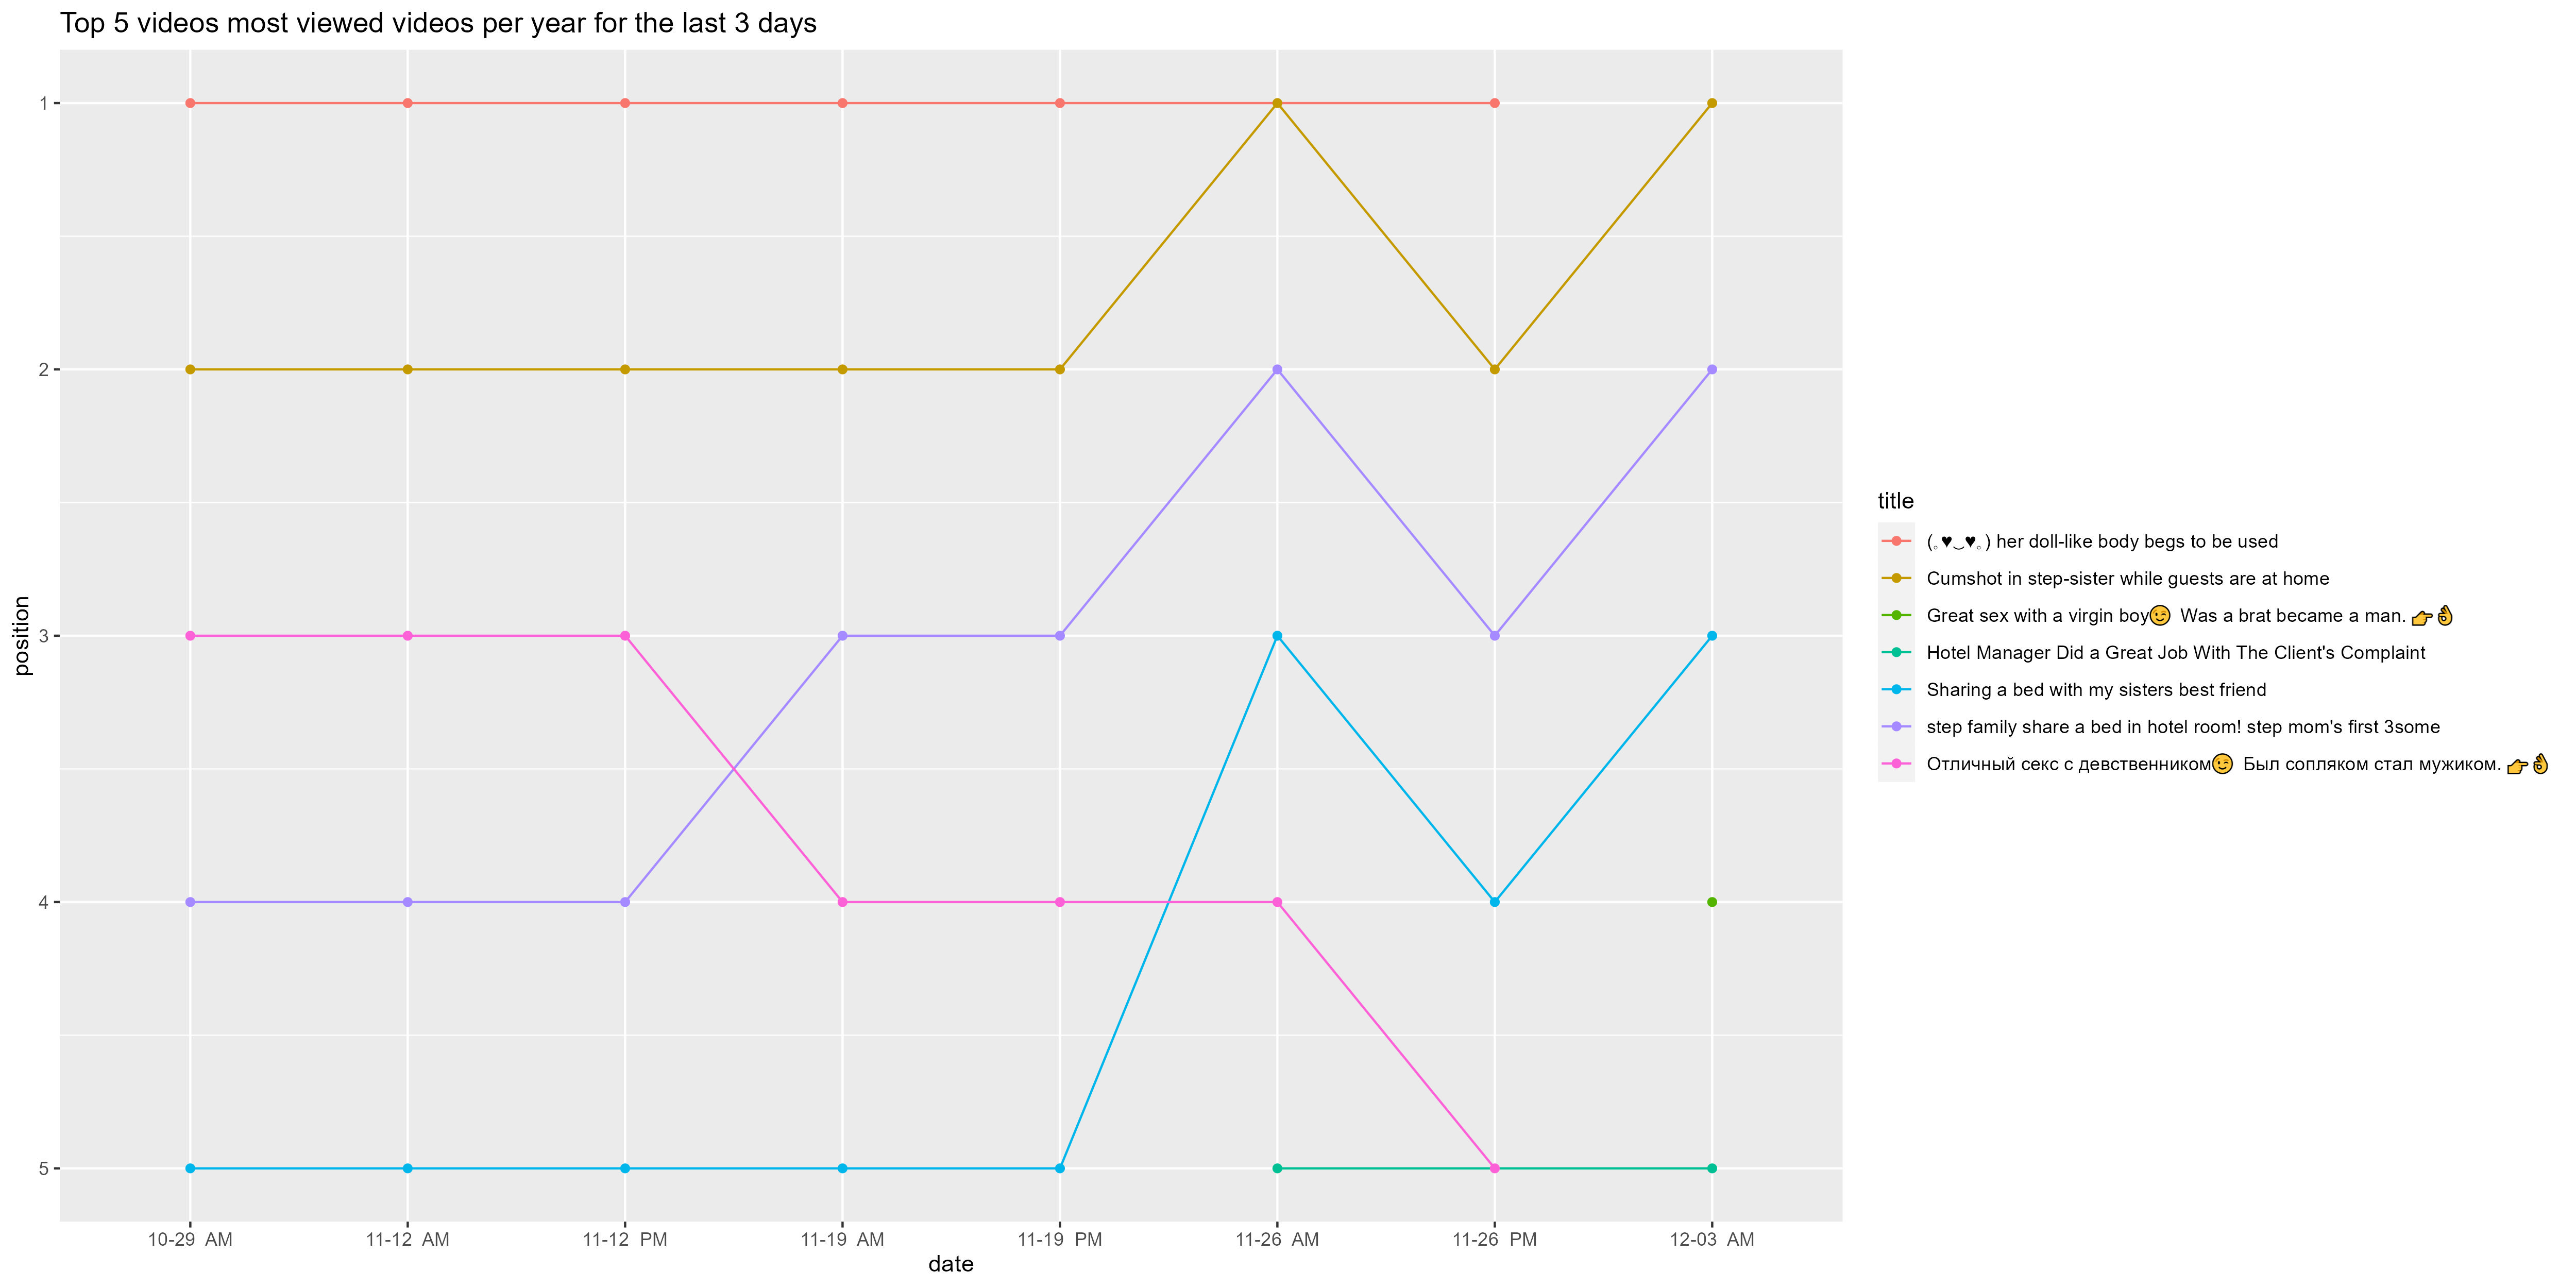 Top 5 videos most viewed videos per year for the last 3 days
position
1
2
3
4
5
10-29 AM
11-12 AM
11-12 PM
11-19 AM
11-19 PM
11-26 AM
11-26 PM
12-03 AM
date
title
(｡♥‿♥｡) her doll-like body begs to be used
Cumshot in step-sister while guests are at home
Great sex with a virgin boy😉 Was a brat became a man. 👉👌
Hotel Manager Did a Great Job With The Client's Complaint
Sharing a bed with my sisters best friend
step family share a bed in hotel room! step mom's first 3some
Отличный секс с девственником😉 Был сопляком стал мужиком. 👉👌